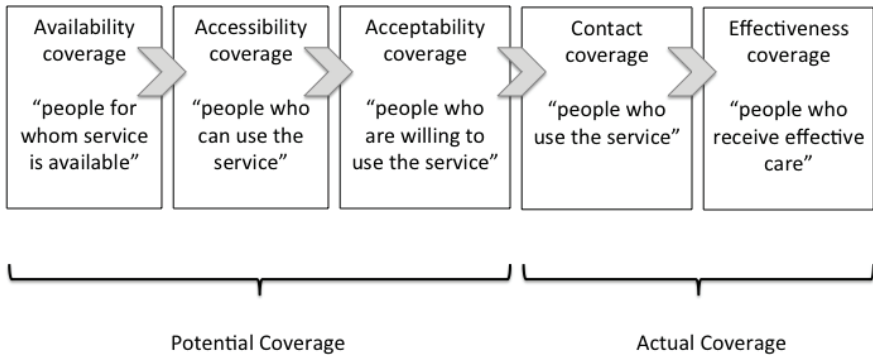 Availability
coverage
“people for
whom service
is available”
Accessibility
coverage
“people who
can use the
service”
Acceptability
coverage
“people who
are willing to
use the service”
Contact
coverage
“people who
use the service”
Effectiveness
coverage
“people who
receive effective
care”
Potential Coverage
Actual Coverage